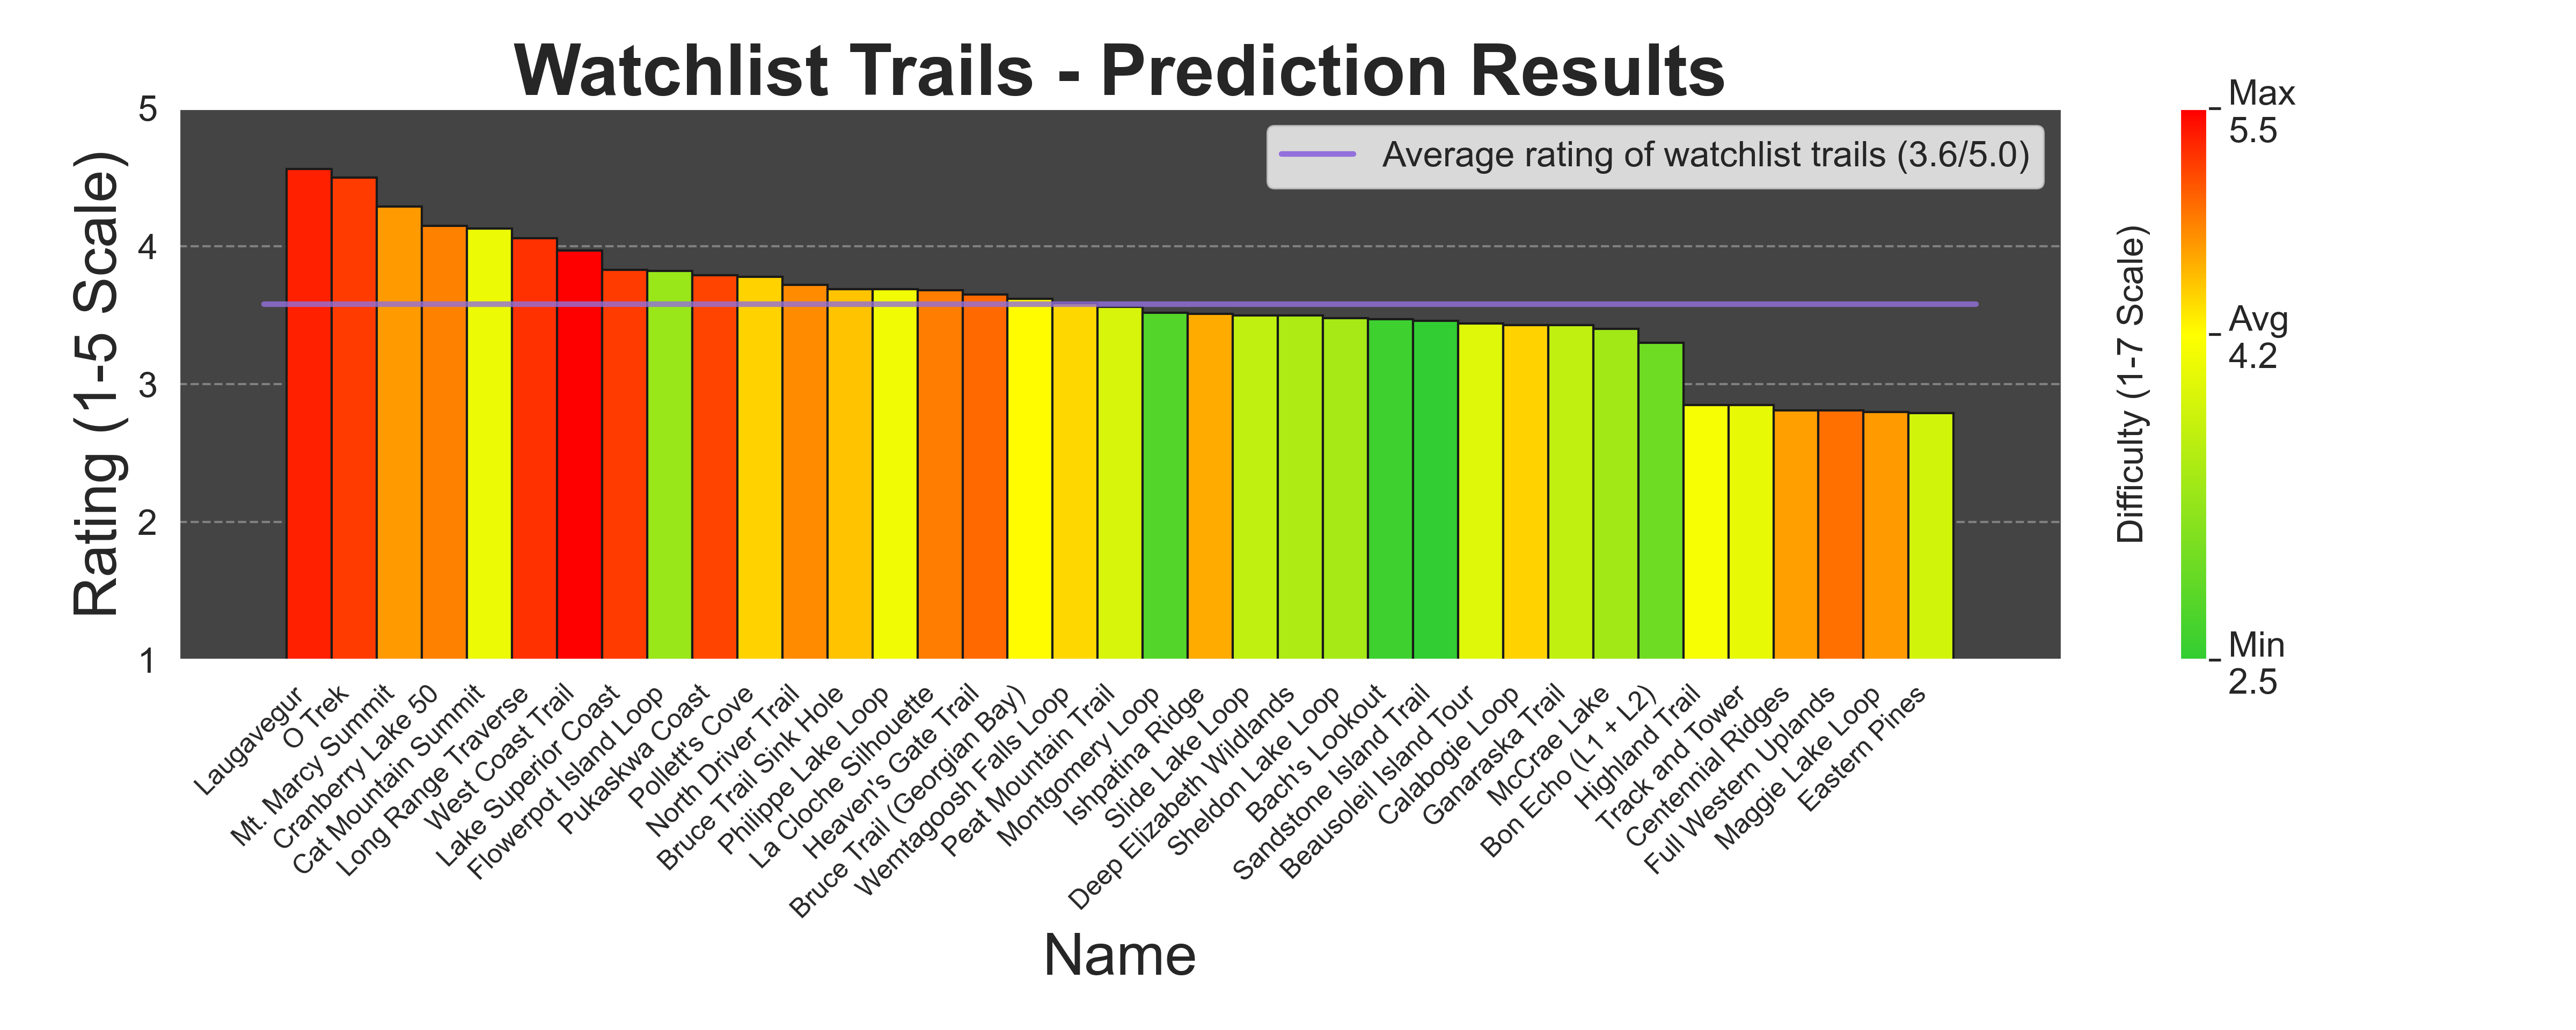 Watchlist Trails - Prediction Results
Rating (1-5 Scale)
5
4
3
2
1
Average rating of watchlist trails (3.6/5.0)
Laugavegur
O Trek
Mt. Marcy Summit
Cranberry Lake 50
Cat Mountain Summit
Long Range Traverse
West Coast Trail
Lake Superior Coast
Flowerpot Island Loop
Pukaskwa Coast
Pollett's Cove
North Driver Trail
Bruce Trail Sink Hole
Philippe Lake Loop
La Cloche Silhouette
Heaven's Gate Trail
Bruce Trail (Georgian Bay)
Wemtagoosh Falls Loop
Peat Mountain Trail
Montgomery Loop
Ishpatina Ridge
Slide Lake Loop
Deep Elizabeth Wildlands
Sheldon Lake Loop
Bach's Lookout
Sandstone Island Trail
Beausoleil Island Tour
Calabogie Loop
Ganaraska Trail
McCrae Lake
Bon Echo (L1 + L2)
Highland Trail
Track and Tower
Centennial Ridges
Full Western Uplands
Maggie Lake Loop
Eastern Pines
Name
Difficulty (1-7 Scale)
Max
5.5
Avg
4.2
Min
2.5